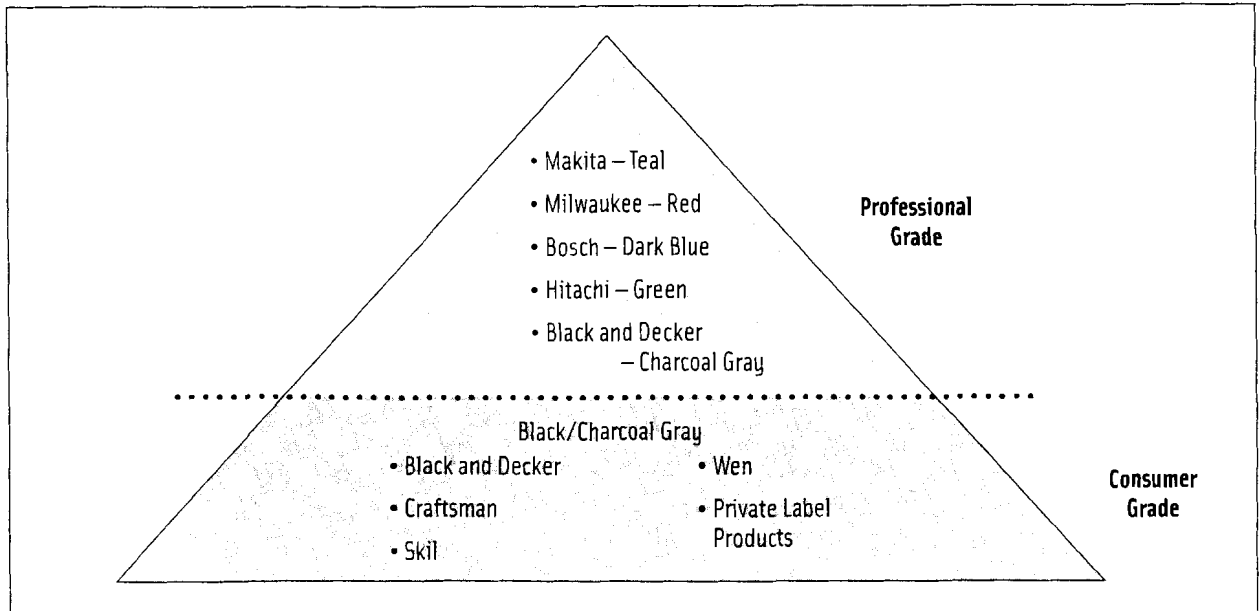 • Makita – Teal
• Milwaukee – Red
• Bosch – Dark Blue
• Hitachi – Green
• Black and Decker
– Charcoal Gray
Professional
Grade
Black/Charcoal Gray
• Black and Decker
• Craftsman
• Skil
• Wen
• Private Label
Products
Consumer
Grade